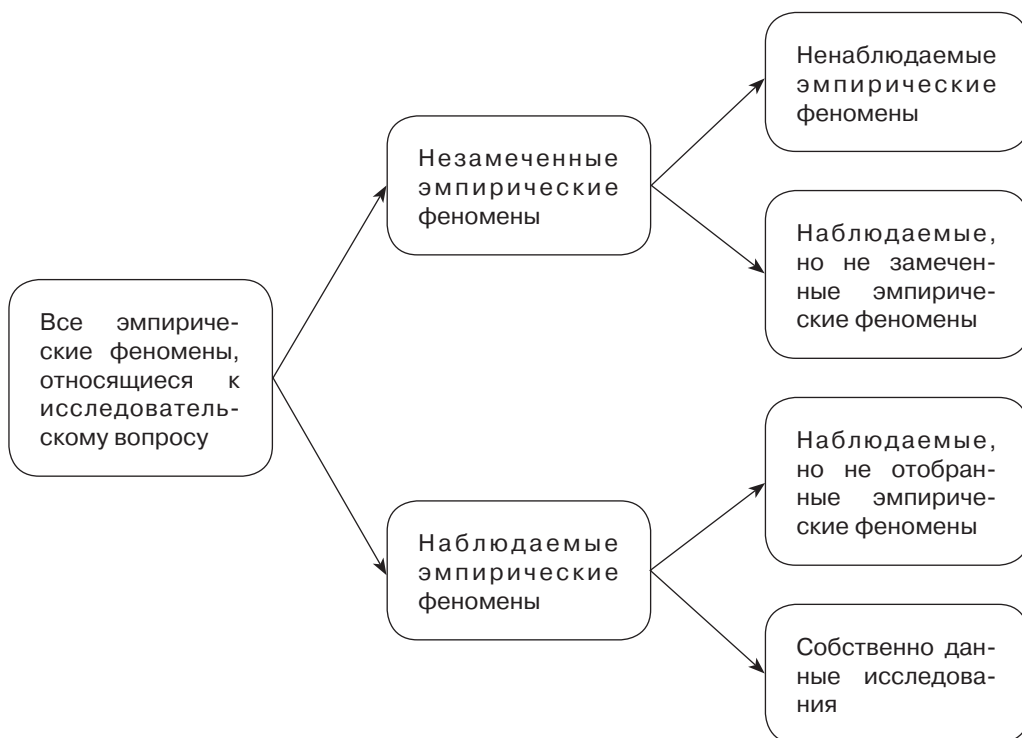 Все эмпириче-
ские феномены,
относящиеся к
исследователь-
скому вопросу
Незамеченные
эмпирические
феномены
Наблюдаемые
эмпирические
феномены
Ненаблюдаемые
эмпирические
феномены
Наблюдаемые,
но не замечен-
ные эмпириче-
ские феномены
Наблюдаемые,
но не отобран-
ные эмпириче-
ские феномены
Собственно дан-
ные исследова-
ния